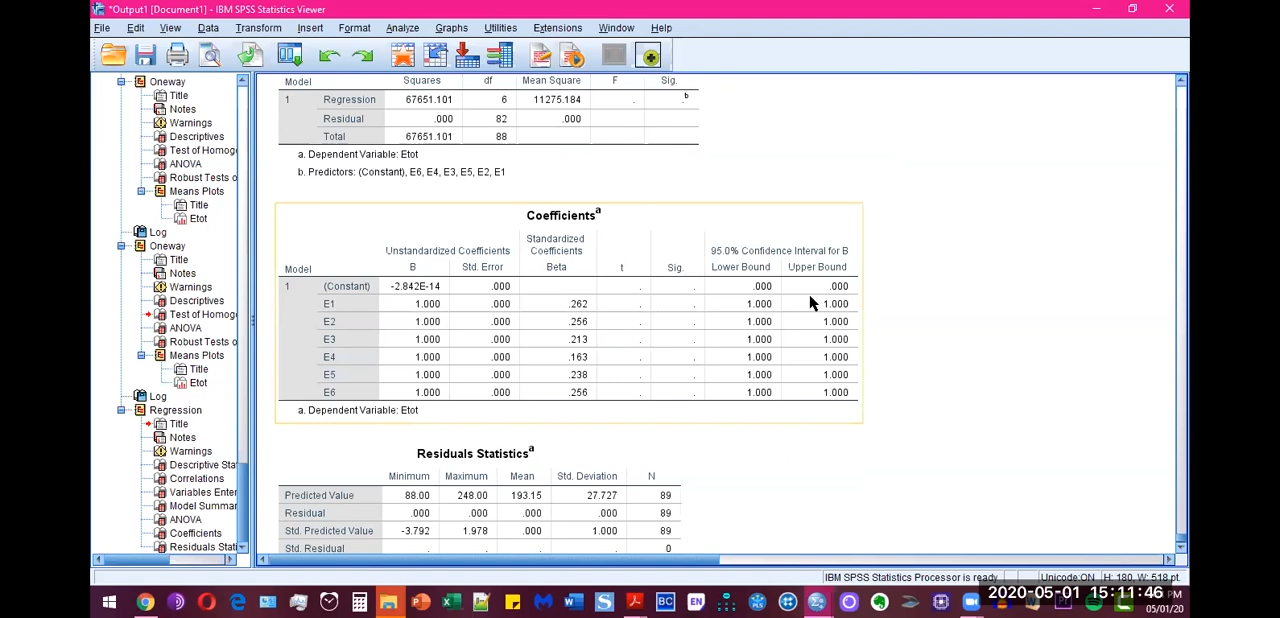 *Output1 [Document1] - IBM SPSS Statistics Viewer
File Edit View Data Transform Insert Format Analyze Graphs Utilities Extensions Window Help
Oneway
Title
Notes
Warnings
Descriptives
Test of Homog
ANOVA
Robust Tests o
Means Plots
Title
Etot
Log
Oneway
Title
Notes
Warnings
Descriptives
Test of Homog
ANOVA
Robust Tests o
Means Plots
Title
Etot
Log
Regression
Title
Notes
Warnings
Descriptive Sta
Correlations
Variables Enter
Model Summar
ANOVA
Coefficients
Residuals Stati
Model Squares df Mean Square F Sig.
1 Regression 67651.101 6 11275.184 . .b
Residual .000 82 .000
Total 67651.101 88
a. Dependent Variable: Etot
b. Predictors: (Constant), E6, E4, E3, E5, E2, E1
Coefficientsa
Unstandardized Coefficients Standardized Coefficients 95.0% Confidence Interval for B
Model B Std. Error Beta t Sig. Lower Bound Upper Bound
1 (Constant) -2.842E-14 .000 . . .000 .000
E1 1.000 .000 .262 . . 1.000 1.000
E2 1.000 .000 .256 . . 1.000 1.000
E3 1.000 .000 .213 . . 1.000 1.000
E4 1.000 .000 .163 . . 1.000 1.000
E5 1.000 .000 .238 . . 1.000 1.000
E6 1.000 .000 .256 . . 1.000 1.000
a. Dependent Variable: Etot
Residuals Statisticsa
Minimum Maximum Mean Std. Deviation N
Predicted Value 88.00 248.00 193.15 27.727 89
Residual .000 .000 .000 .000 89
Std. Predicted Value -3.792 1.978 .000 1.000 89
Std. Residual . . . . 0
IBM SPSS Statistics Processor is ready Unicode:ON H: 180, W: 518 pt.
2020-05-01 15:11:46 PM
05/01/20
BC EN